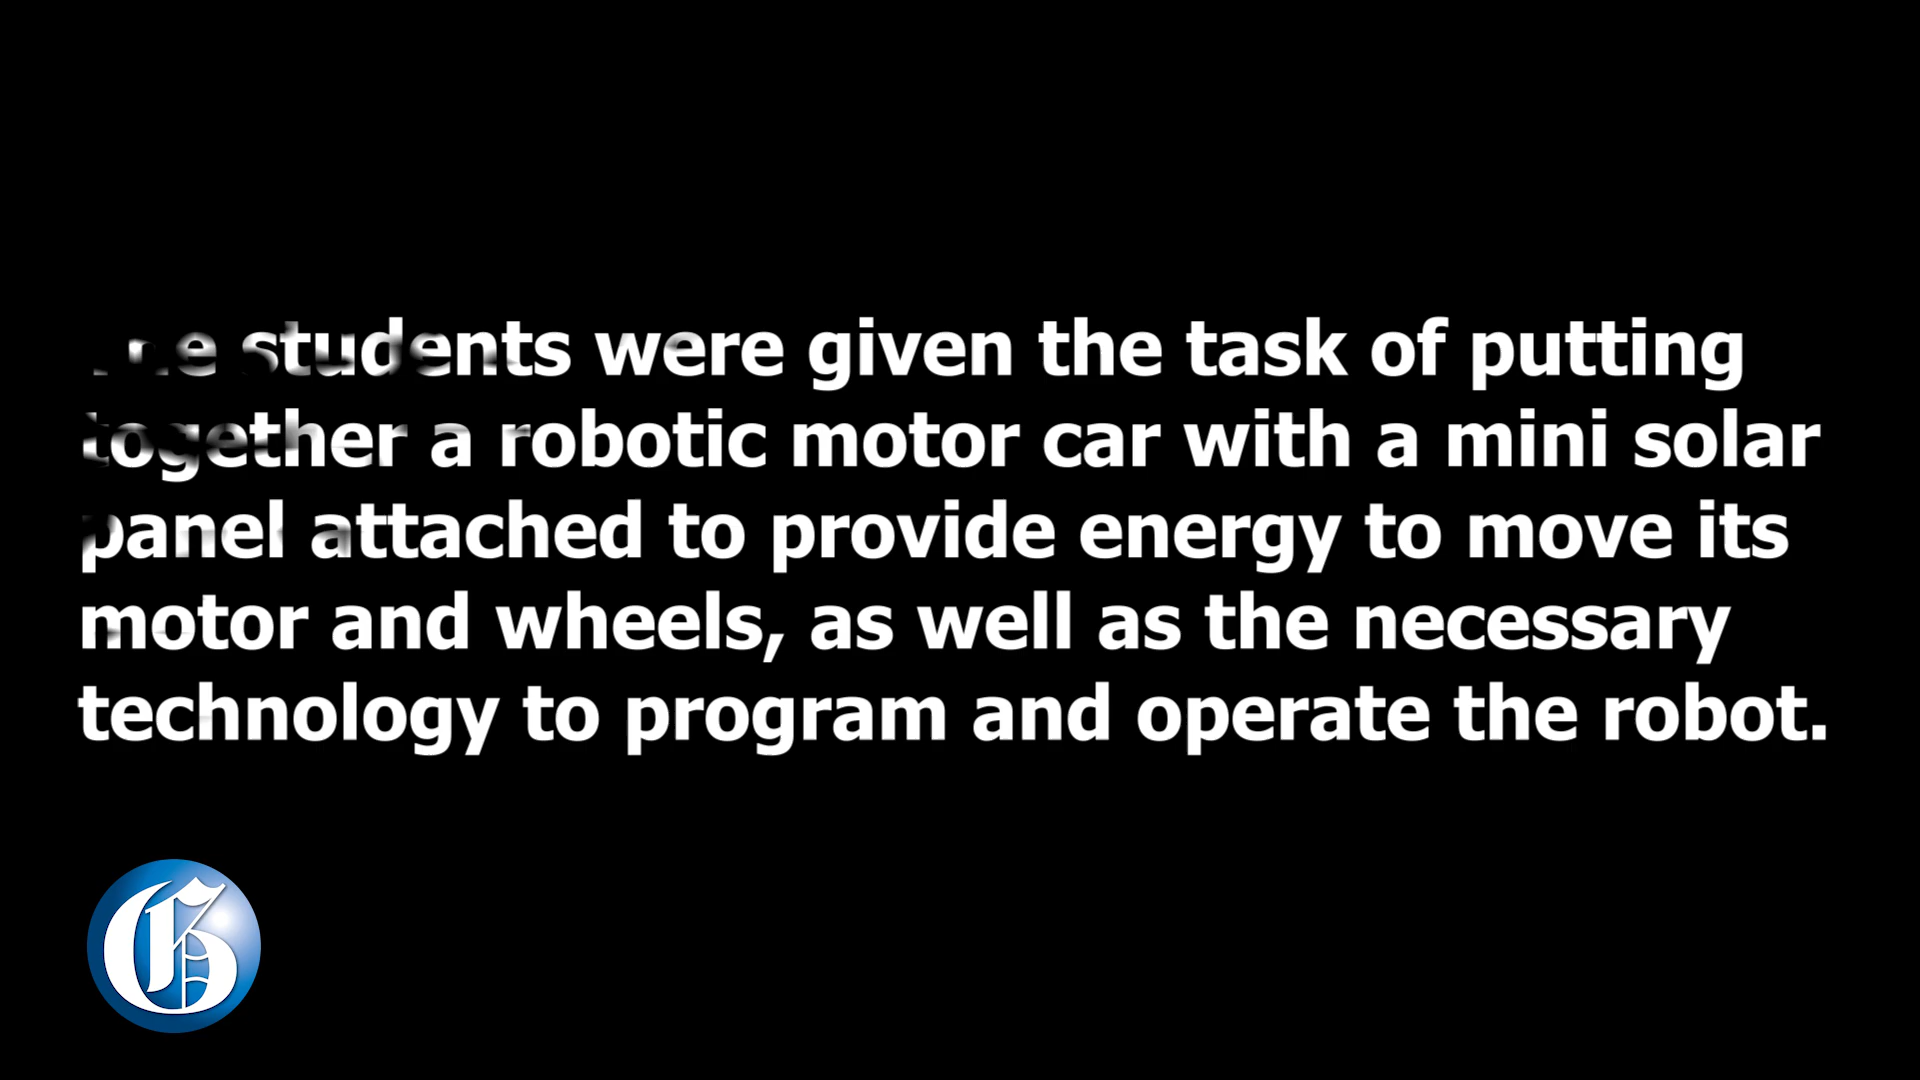 The students were given the task of putting
together a robotic motor car with a mini solar
panel attached to provide energy to move its
motor and wheels, as well as the necessary
technology to program and operate the robot.
G